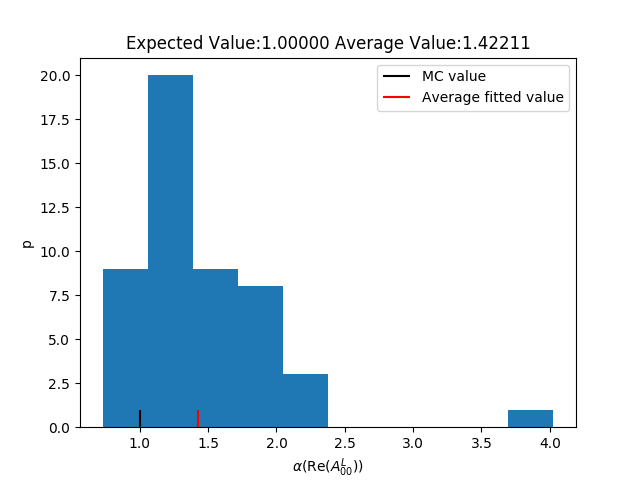 Expected Value:1.00000 Average Value:1.42211
MC value
Average fitted value
20.0
17.5
15.0
12.5
10.0
7.5
5.0
2.5
0.0
p
1.0 1.5 2.0 2.5 3.0 3.5 4.0
α(Re(A^L_00))